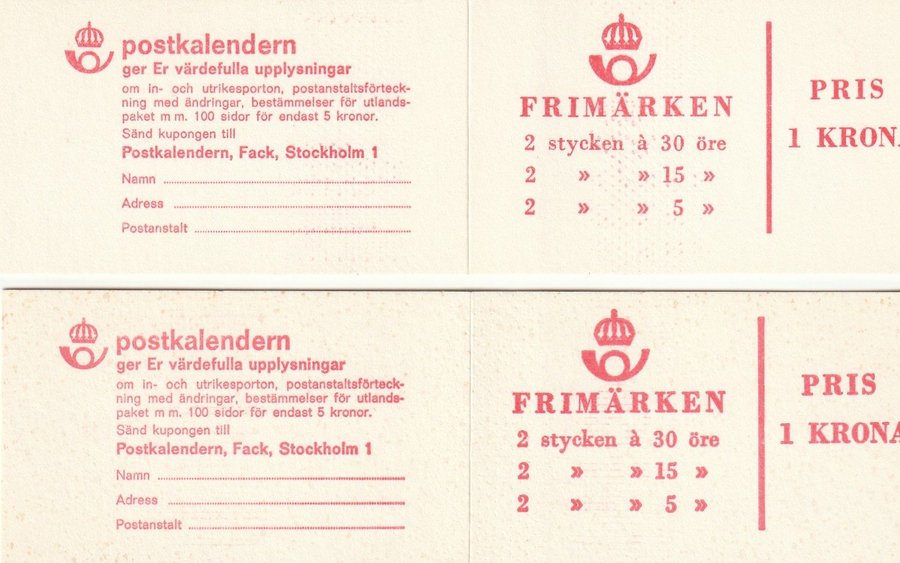 postkalendern
ger Er värdefulla upplysningar
om in- och utrikesporton, postanstaltsförteck-
ning med ändringar, bestämmelser för utlands-
paket m m. 100 sidor för endast 5 kronor.
Sänd kupongen till
Postkalendern, Fack, Stockholm 1
Namn
Adress
Postanstalt
FRIMÄRKEN
2 stycken à 30 öre
2 » » 15 »
2 » » 5 »
PRIS
1 KRONA
postkalendern
ger Er värdefulla upplysningar
om in- och utrikesporton, postanstaltsförteck-
ning med ändringar, bestämmelser för utlands-
paket m m. 100 sidor för endast 5 kronor.
Sänd kupongen till
Postkalendern, Fack, Stockholm 1
Namn
Adress
Postanstalt
FRIMÄRKEN
2 stycken à 30 öre
2 » » 15 »
2 » » 5 »
PRIS
1 KRONA